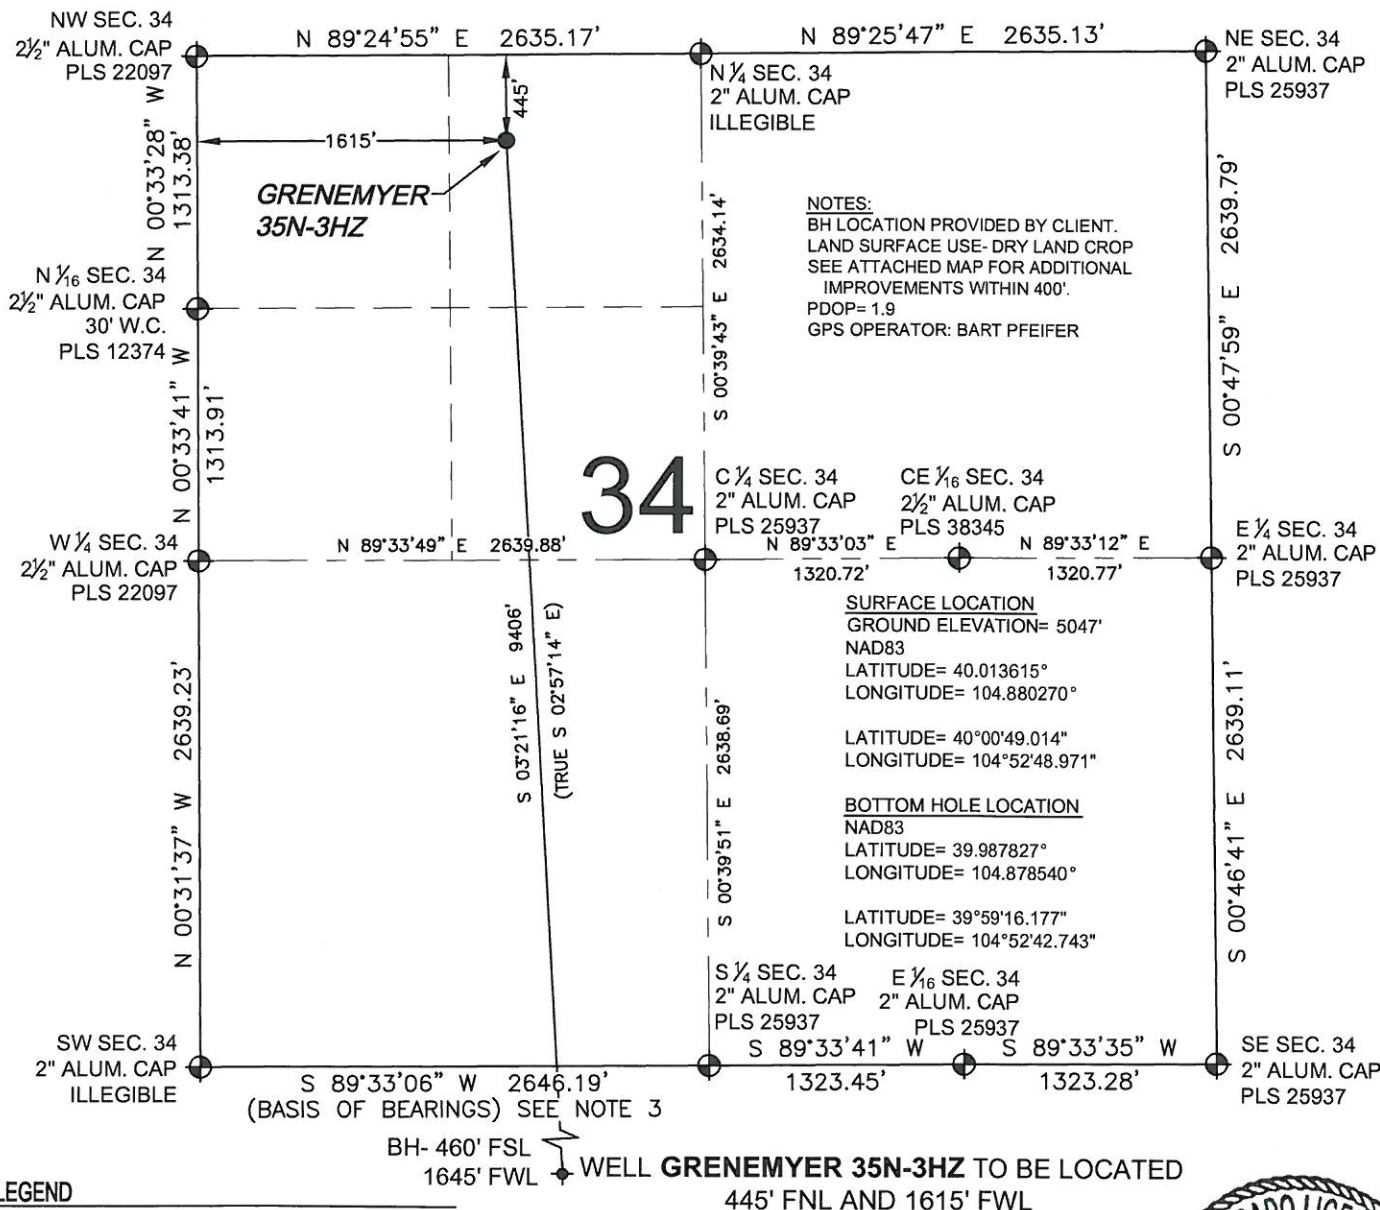 NW SEC. 34
2½" ALUM. CAP
PLS 22097
N 89°24'55" E 2635.17'
N 89°25'47" E 2635.13'
NE SEC. 34
2" ALUM. CAP
PLS 25937
N ¼ SEC. 34
2" ALUM. CAP
ILLEGIBLE
N 00°33'28" W
1313.38'
445'
1615'
GRENEMYER
35N-3HZ
S 00°39'43" E 2634.14'
NOTES:
BH LOCATION PROVIDED BY CLIENT.
LAND SURFACE USE- DRY LAND CROP
SEE ATTACHED MAP FOR ADDITIONAL
IMPROVEMENTS WITHIN 400'.
PDOP= 1.9
GPS OPERATOR: BART PFEIFER
S 00°47'59" E 2639.79'
N 1⁄16 SEC. 34
2½" ALUM. CAP
30' W.C.
PLS 12374
N 00°33'41" W
1313.91'
34
C ¼ SEC. 34
2" ALUM. CAP
PLS 25937
CE 1⁄16 SEC. 34
2½" ALUM. CAP
PLS 38345
W ¼ SEC. 34
2½" ALUM. CAP
PLS 22097
N 89°33'49" E 2639.88'
N 89°33'03" E
1320.72'
N 89°33'12" E
1320.77'
E ¼ SEC. 34
2" ALUM. CAP
PLS 25937
S 03°21'16" E 9406'
(TRUE S 02°57'14" E)
SURFACE LOCATION
GROUND ELEVATION= 5047'
NAD83
LATITUDE= 40.013615°
LONGITUDE= 104.880270°
LATITUDE= 40°00'49.014"
LONGITUDE= 104°52'48.971"
BOTTOM HOLE LOCATION
NAD83
LATITUDE= 39.987827°
LONGITUDE= 104.878540°
LATITUDE= 39°59'16.177"
LONGITUDE= 104°52'42.743"
N 00°31'37" W 2639.23'
S 00°39'51" E 2638.69'
S 00°46'41" E 2639.11'
S ¼ SEC. 34
2" ALUM. CAP
PLS 25937
E 1⁄16 SEC. 34
2" ALUM. CAP
PLS 25937
SW SEC. 34
2" ALUM. CAP
ILLEGIBLE
S 89°33'06" W 2646.19'
(BASIS OF BEARINGS) SEE NOTE 3
S 89°33'41" W
1323.45'
S 89°33'35" W
1323.28'
SE SEC. 34
2" ALUM. CAP
PLS 25937
BH- 460' FSL
1645' FWL
WELL GRENEMYER 35N-3HZ TO BE LOCATED
445' FNL AND 1615' FWL
LEGEND